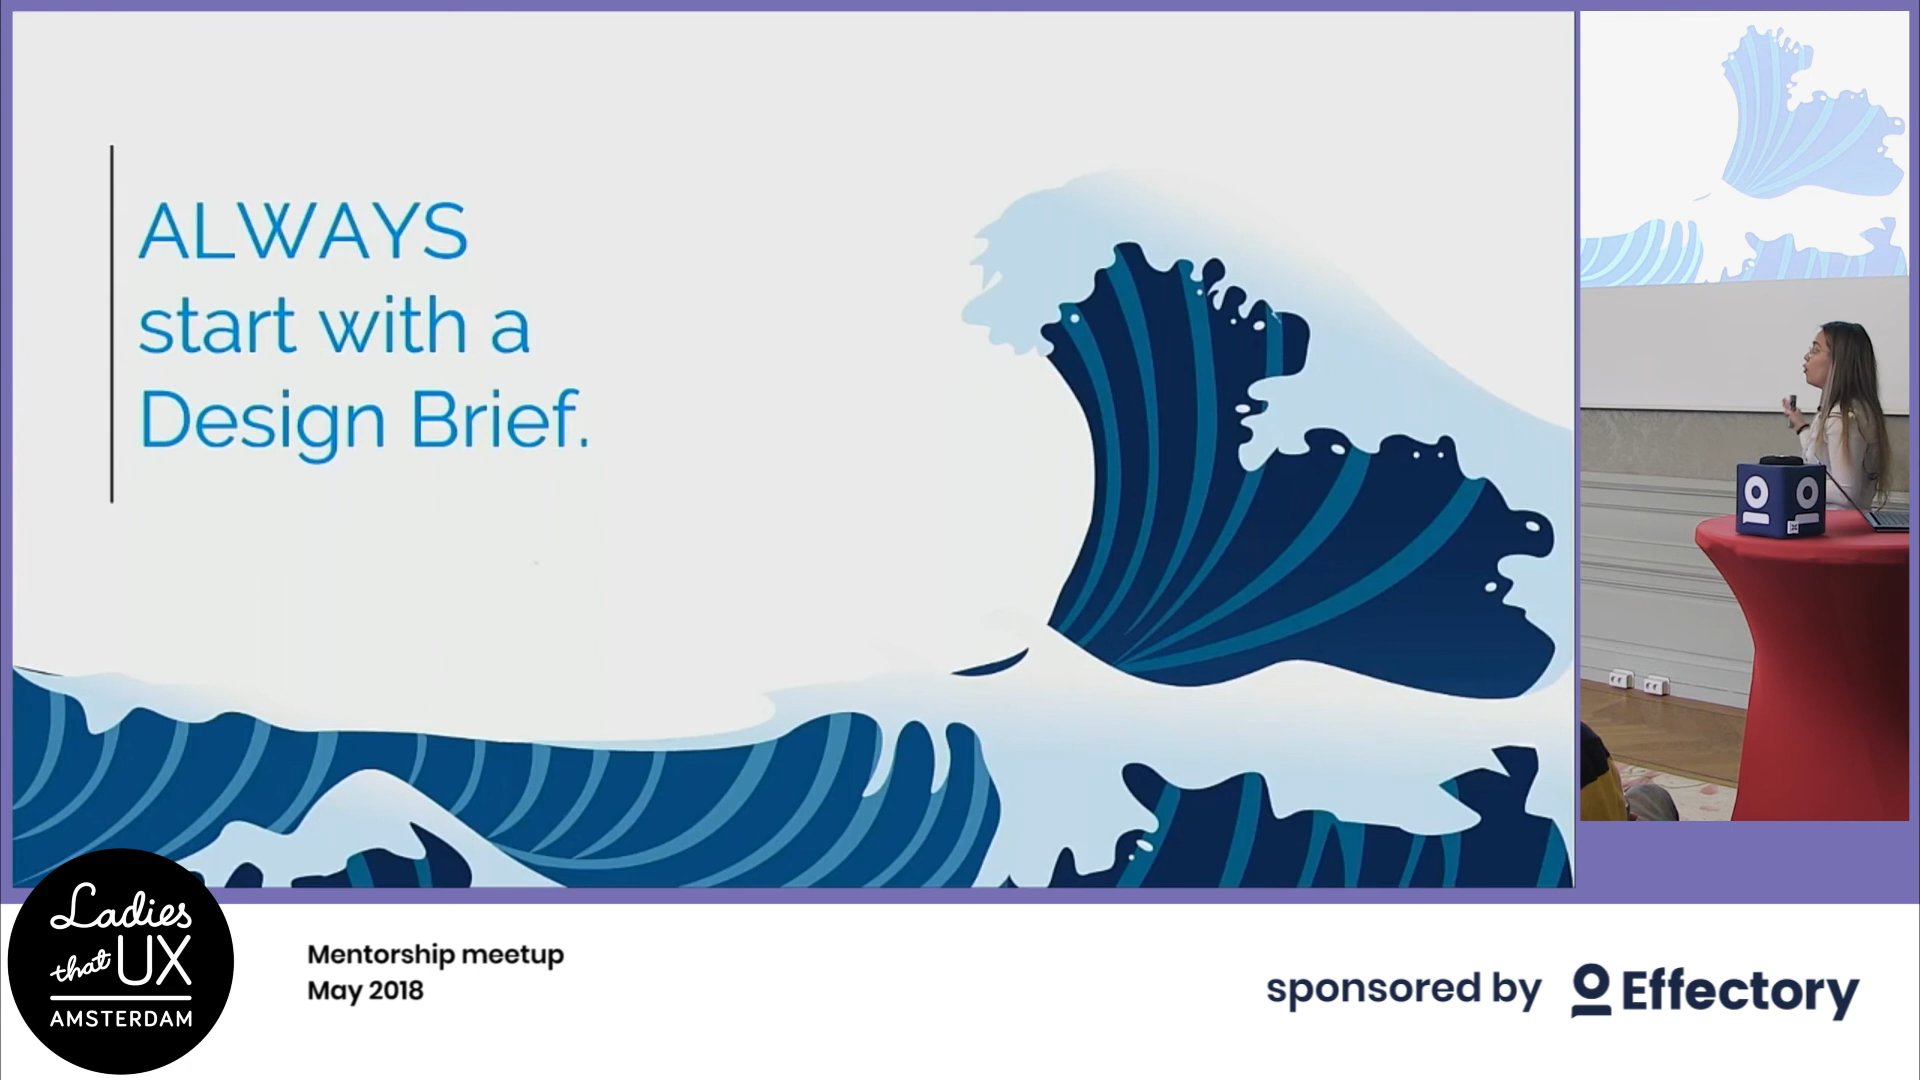 ALWAYS
start with a
Design Brief.
Ladies
that UX
AMSTERDAM
Mentorship meetup
May 2018
sponsored by Effectory